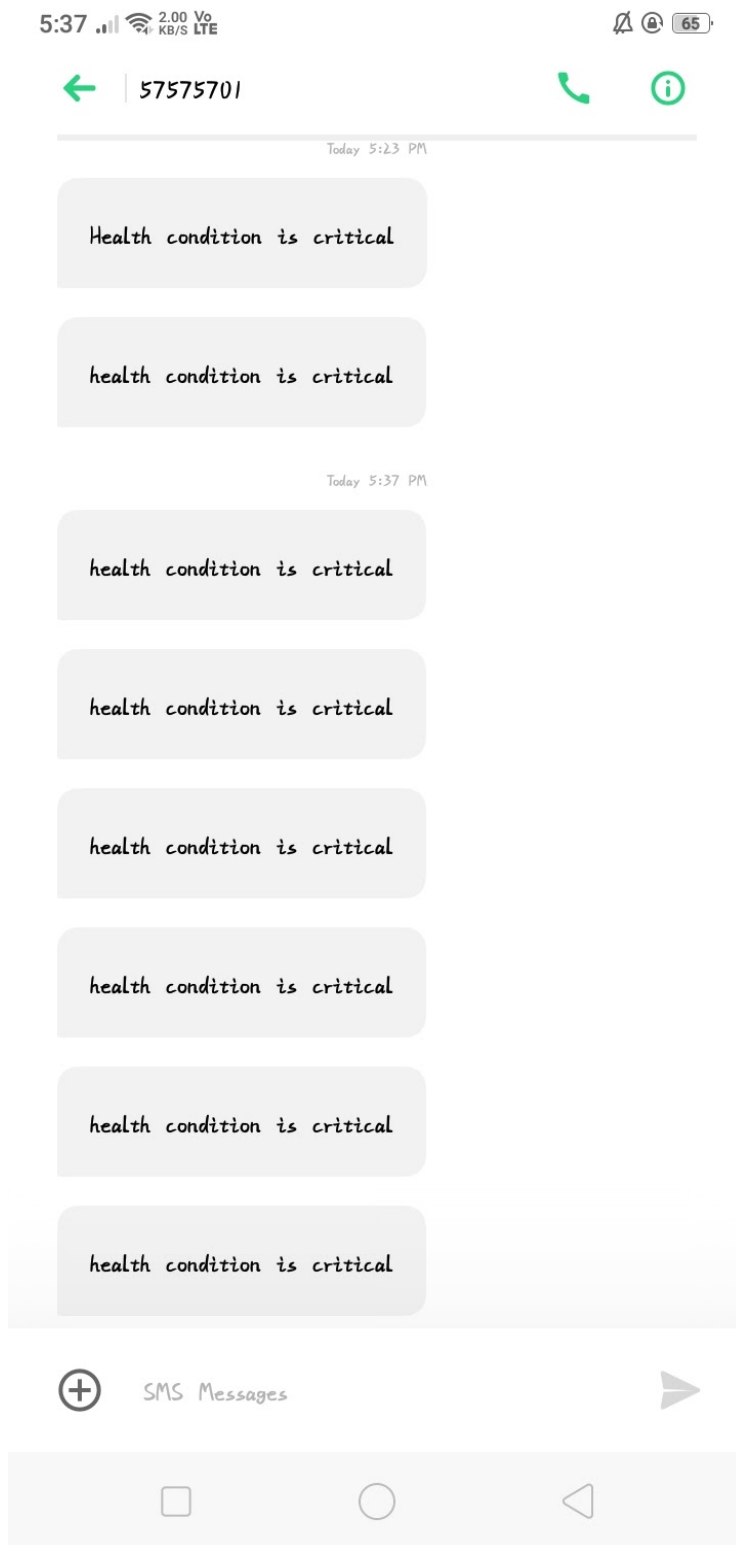 5:37 2.00 KB/S Vo LTE 65
57575701
Today 5:23 PM
Health condition is critical
health condition is critical
Today 5:37 PM
health condition is critical
health condition is critical
health condition is critical
health condition is critical
health condition is critical
health condition is critical
SMS Messages